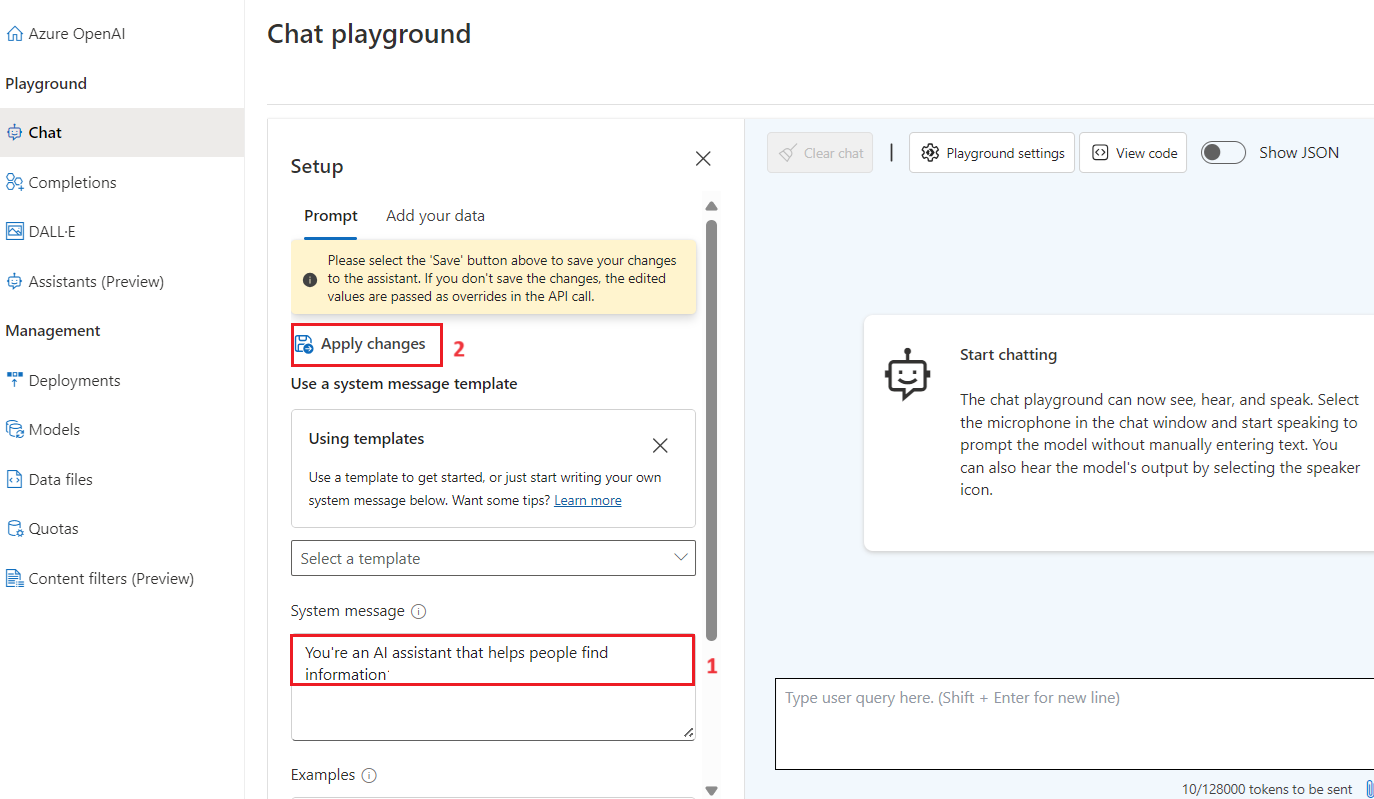 Azure OpenAI
Playground
Chat
Completions
DALL·E
Assistants (Preview)
Management
Deployments
Models
Data files
Quotas
Content filters (Preview)
Chat playground
Setup
Prompt
Add your data
Please select the 'Save' button above to save your changes
to the assistant. If you don't save the changes, the edited
values are passed as overrides in the API call.
Apply changes
2
Use a system message template
Using templates
Use a template to get started, or just start writing your own
system message below. Want some tips? Learn more
Select a template
System message
You're an AI assistant that helps people find
information
1
Examples
Clear chat
Playground settings
View code
Show JSON
Start chatting
The chat playground can now see, hear, and speak. Select
the microphone in the chat window and start speaking to
prompt the model without manually entering text. You
can also hear the model's output by selecting the speaker
icon.
Type user query here. (Shift + Enter for new line)
10/128000 tokens to be sent